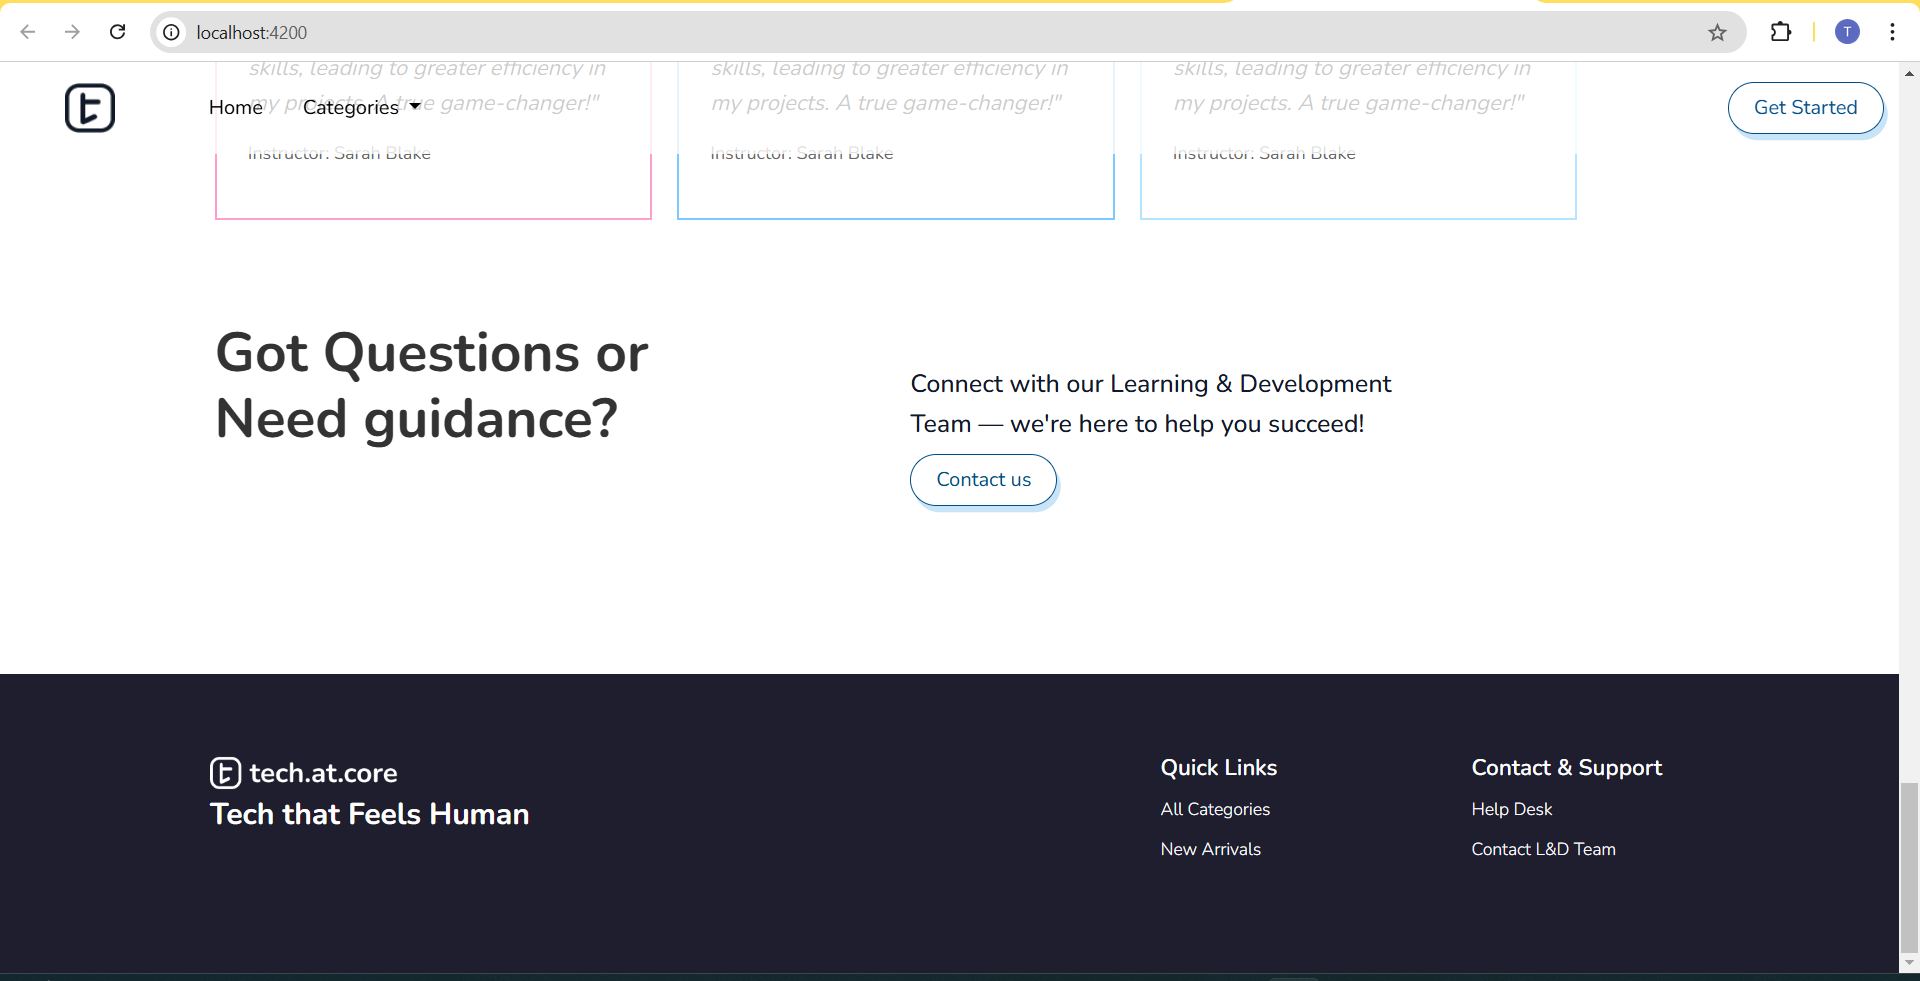 localhost:4200
T
skills, leading to greater efficiency in
my projects. A true game-changer!"
Instructor: Sarah Blake
skills, leading to greater efficiency in
my projects. A true game-changer!"
Instructor: Sarah Blake
skills, leading to greater efficiency in
my projects. A true game-changer!"
Instructor: Sarah Blake
Home
Categories
Get Started
Got Questions or
Need guidance?
Connect with our Learning & Development
Team — we're here to help you succeed!
Contact us
tech.at.core
Tech that Feels Human
Quick Links
All Categories
New Arrivals
Contact & Support
Help Desk
Contact L&D Team